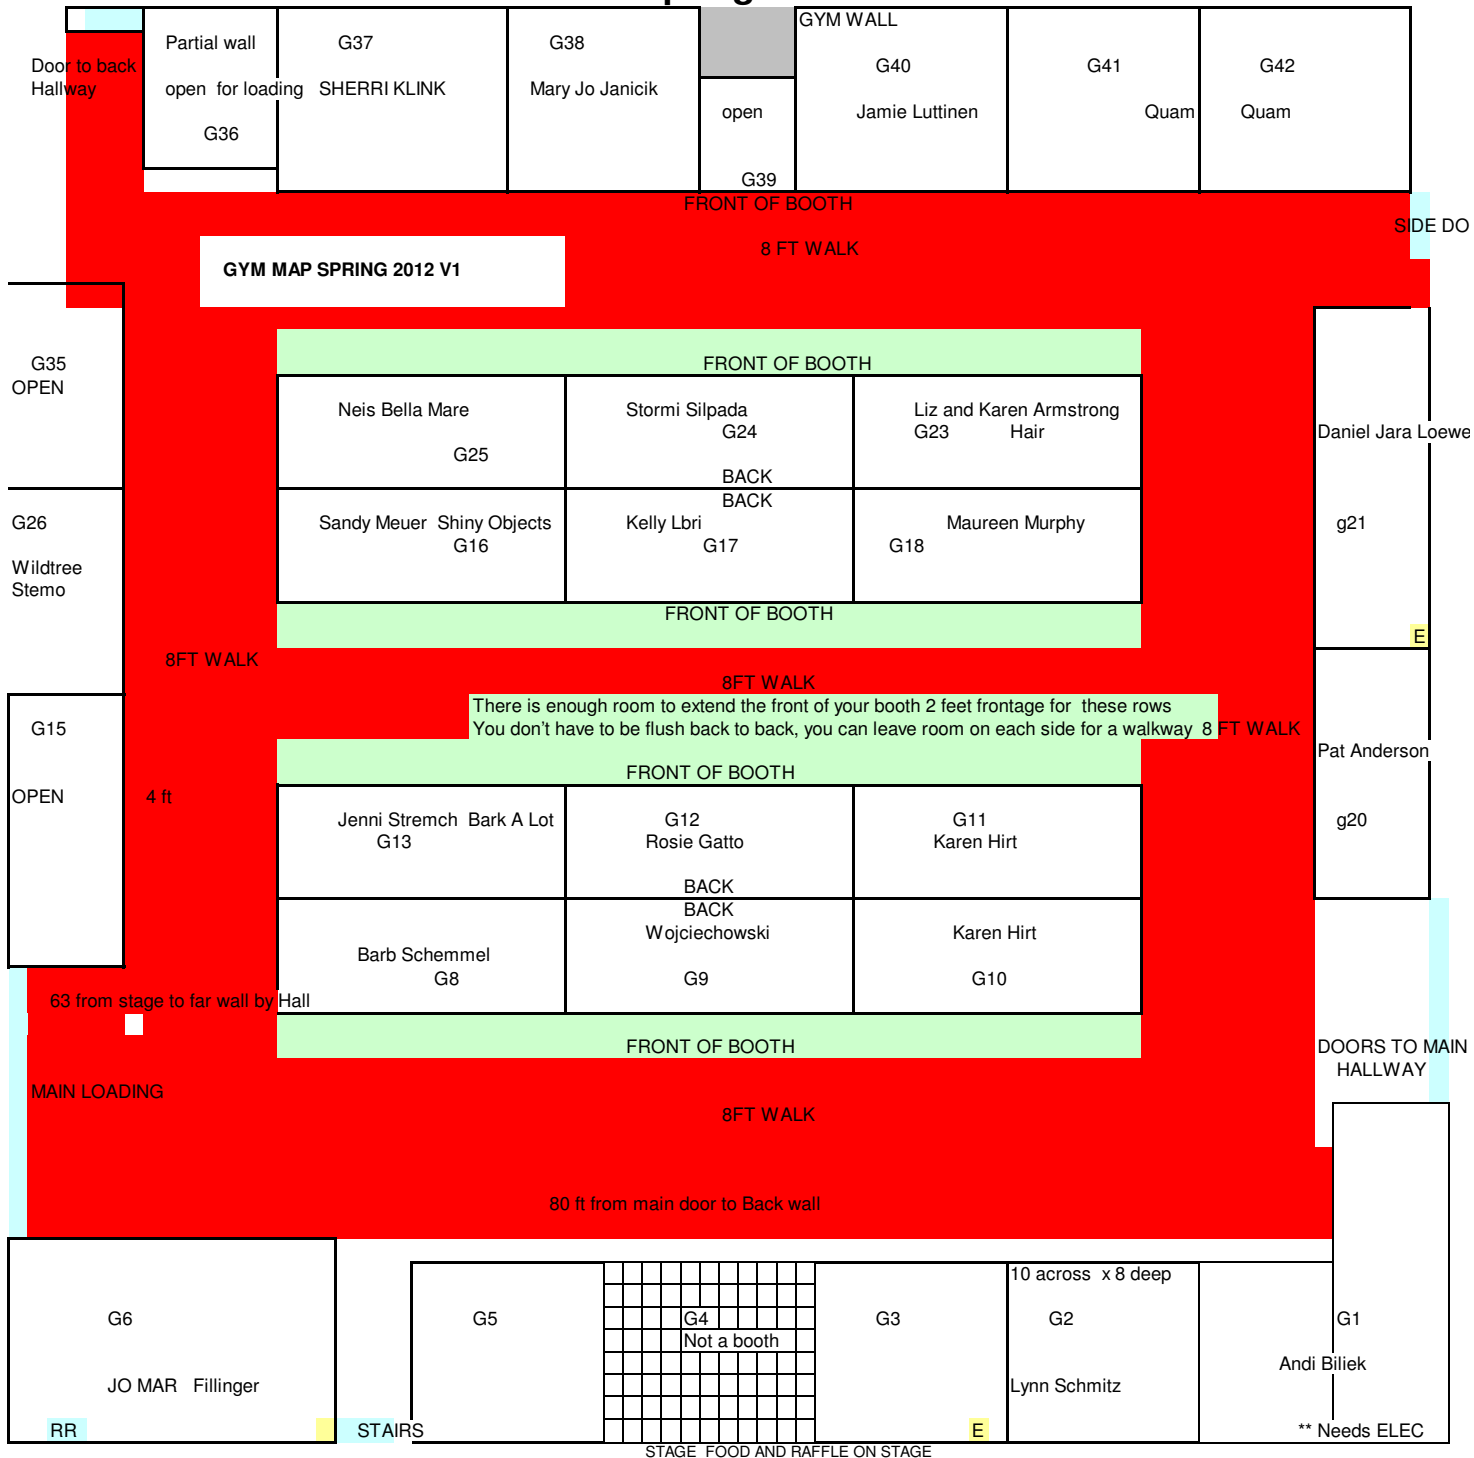 GYM WALL
Partial wall
G37
G38
Door to back
Hallway
G40
G41
G42
open for loading
SHERRI KLINK
Mary Jo Janicik
open
Jamie Luttinen
Quam
Quam
G36
G39
FRONT OF BOOTH
SIDE DO
8 FT WALK
GYM MAP SPRING 2012 V1
G35
OPEN
FRONT OF BOOTH
Neis Bella Mare
Stormi Silpada
Liz and Karen Armstrong
G24
G23 Hair
Daniel Jara Loewe
G25
BACK
BACK
G26
Sandy Meuer Shiny Objects
Kelly Lbri
Maureen Murphy
g21
G16
G17
G18
Wildtree
Stemo
FRONT OF BOOTH
E
8FT WALK
8FT WALK
There is enough room to extend the front of your booth 2 feet frontage for these rows
You don't have to be flush back to back, you can leave room on each side for a walkway 8 FT WALK
G15
Pat Anderson
FRONT OF BOOTH
OPEN
4 ft
Jenni Stremch Bark A Lot
G12
G11
g20
G13
Rosie Gatto
Karen Hirt
BACK
BACK
Wojciechowski
Karen Hirt
Barb Schemmel
G8
G9
G10
63 from stage to far wall by Hall
FRONT OF BOOTH
DOORS TO MAIN
HALLWAY
MAIN LOADING
8FT WALK
80 ft from main door to Back wall
10 across x 8 deep
G6
G5
G4
G3
G2
G1
Not a booth
Andi Biliek
JO MAR Fillinger
Lynn Schmitz
RR
STAIRS
E
** Needs ELEC
STAGE FOOD AND RAFFLE ON STAGE